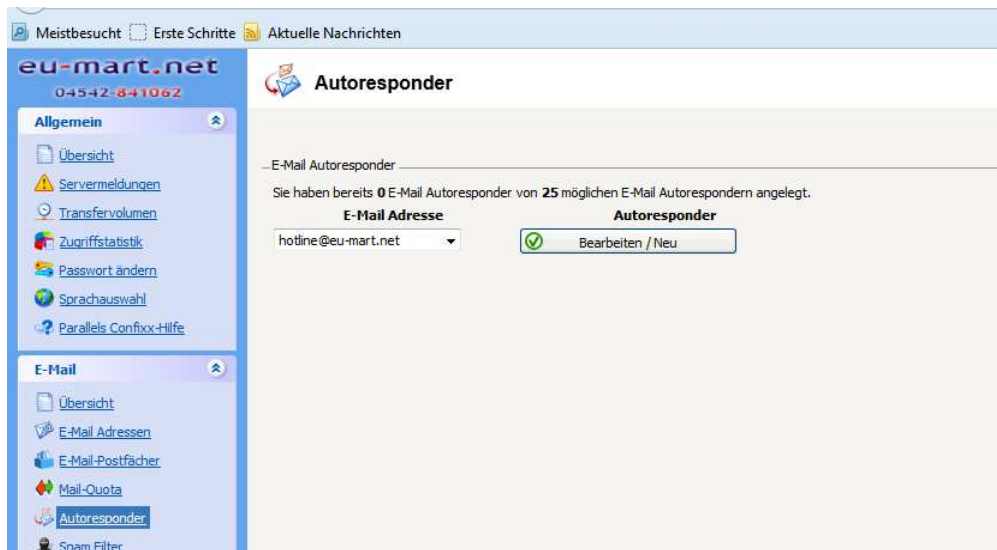 Meistbesucht Erste Schritte Aktuelle Nachrichten
eu-mart.net
04542-841062
Allgemein
Übersicht
Servermeldungen
Transfervolumen
Zugriffstatistik
Passwort ändern
Sprachauswahl
Parallels Confixx-Hilfe
E-Mail
Übersicht
E-Mail Adressen
E-Mail-Postfächer
Mail-Quota
Autoresponder
Spam Filter
Autoresponder
E-Mail Autoresponder
Sie haben bereits 0 E-Mail Autoresponder von 25 möglichen E-Mail Autorespondern angelegt.
E-Mail Adresse Autoresponder
hotline@eu-mart.net Bearbeiten / Neu